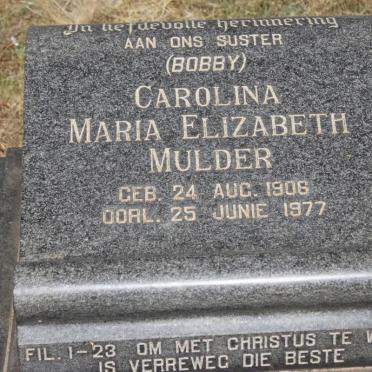 In liefdevolle herinnering
AAN ONS SUSTER
(BOBBY)
CAROLINA
MARIA ELIZABETH
MULDER
GEB. 24 AUG. 1906
OORL. 25 JUNIE 1977
FIL. 1-23 OM MET CHRISTUS TE W
IS VERREWEG DIE BESTE